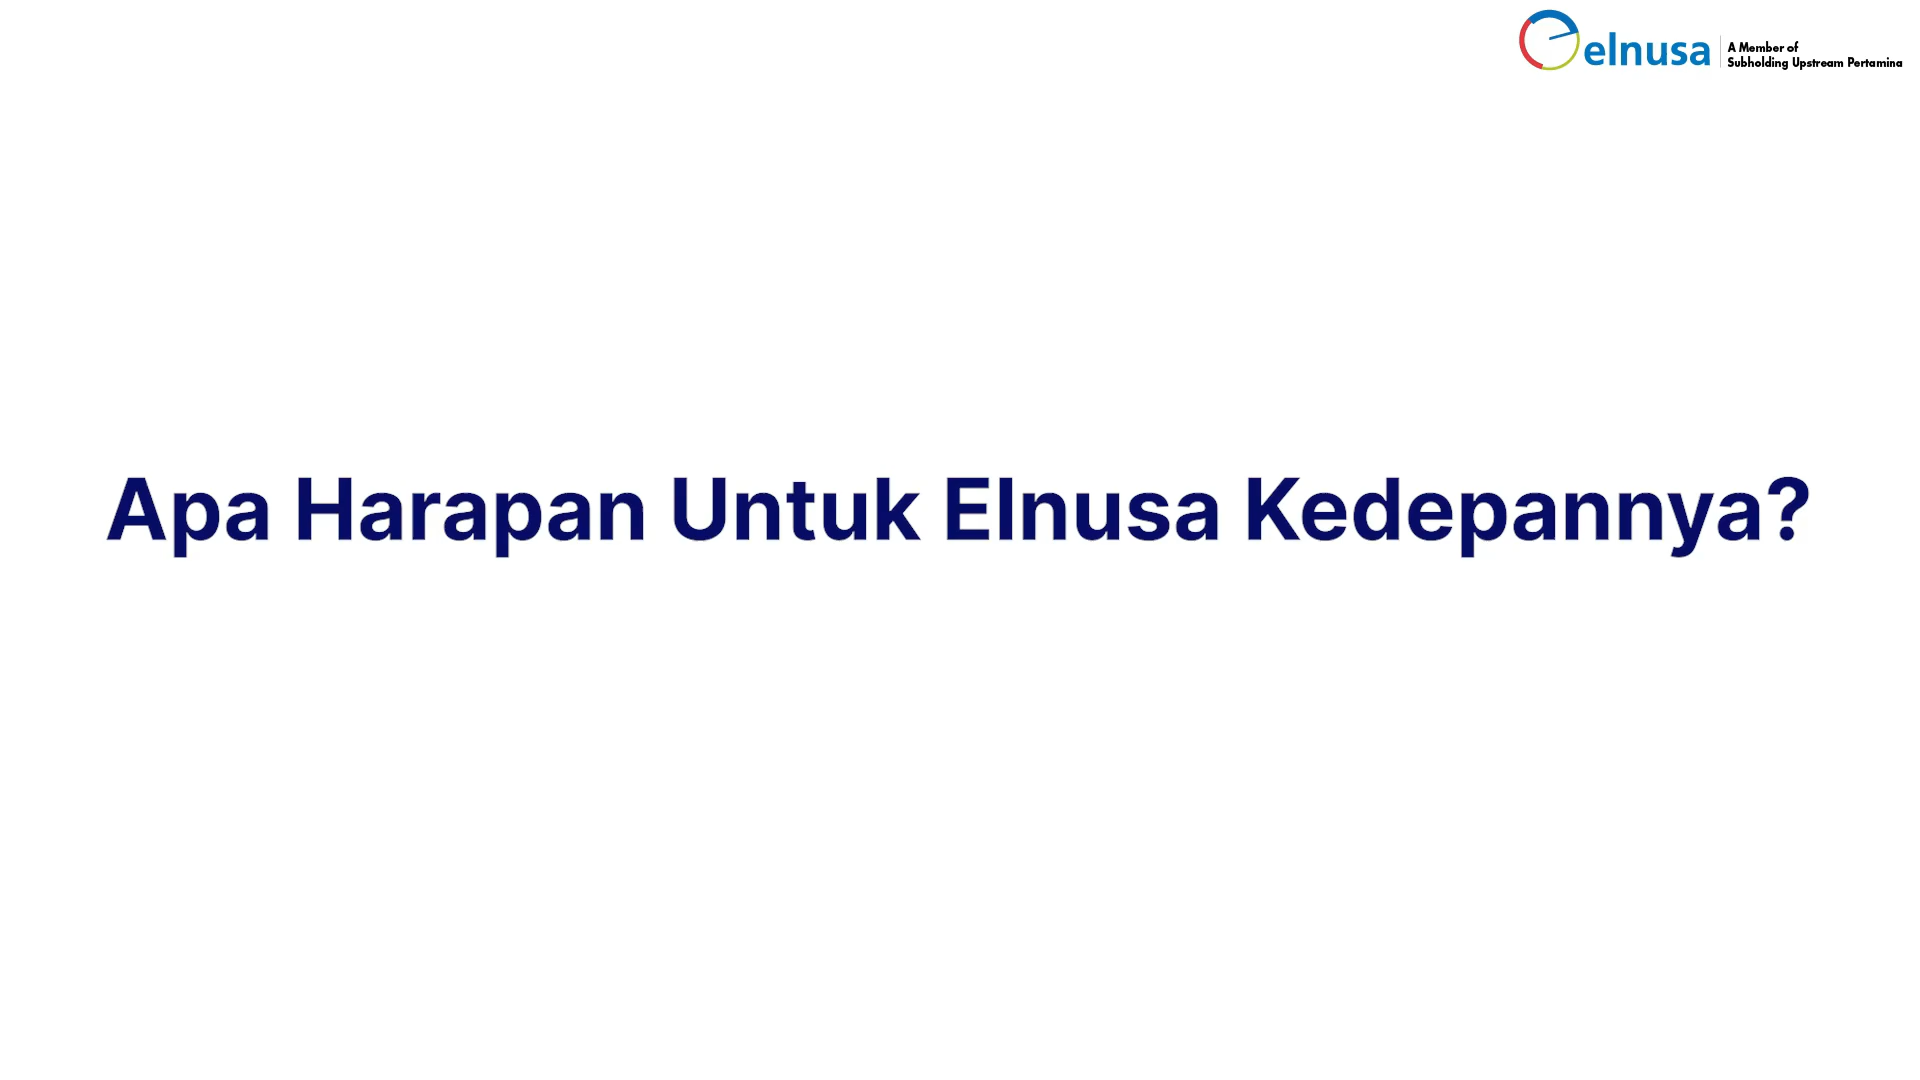 elnusa
A Member of
Subholding Upstream Pertamina
Apa Harapan Untuk Elnusa Kedepannya?